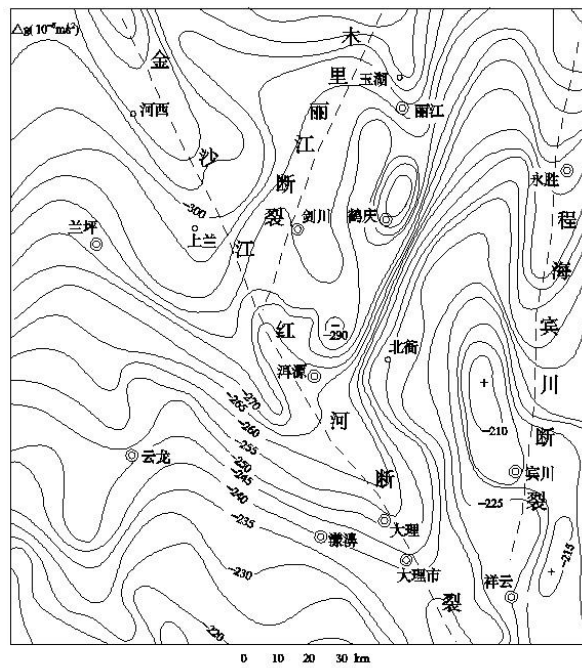 Δg(10⁻⁵m/s²)
金沙江红河断裂
木里丽江断裂
程海宾川断裂
玉湖
丽江
河西
永胜
-300
上兰
剑川
鹤庆
兰坪
-290
北衙
洱源
-270
-265
-260
-255
-250
-245
-240
-235
-230
-220
-210
-225
-215
云龙
宾川
大理
漾濞
大理市
祥云
0 10 20 30 km